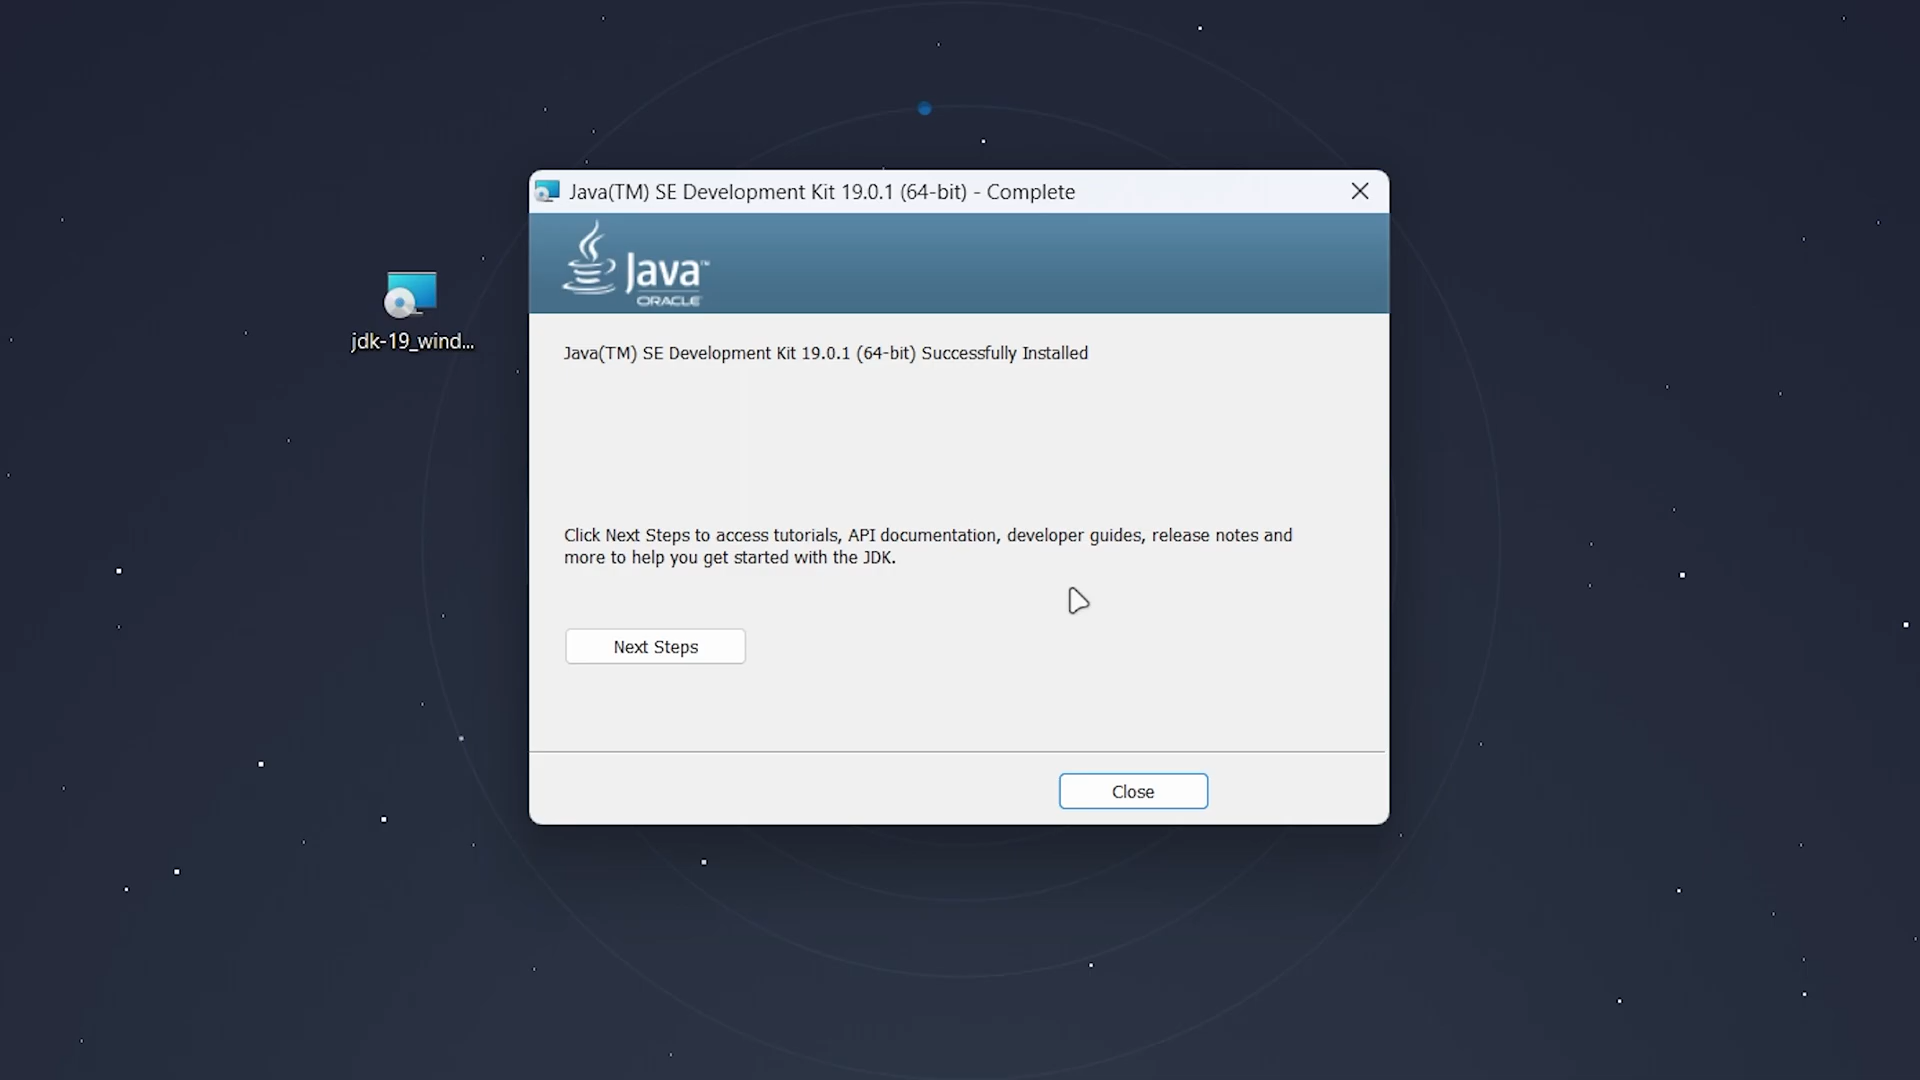 Java(TM) SE Development Kit 19.0.1 (64-bit) - Complete
Java™
ORACLE
jdk-19_wind...
Java(TM) SE Development Kit 19.0.1 (64-bit) Successfully Installed
Click Next Steps to access tutorials, API documentation, developer guides, release notes and
more to help you get started with the JDK.
Next Steps
Close